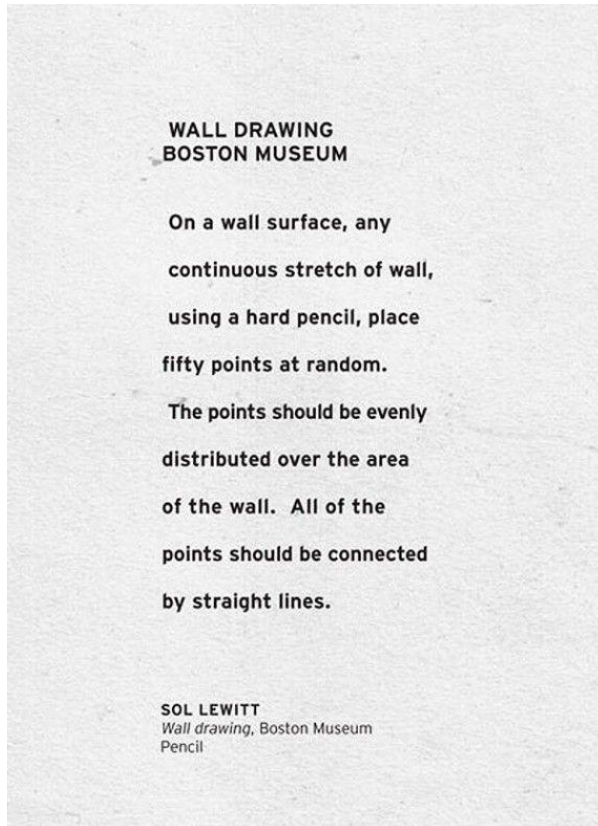 WALL DRAWING
BOSTON MUSEUM
On a wall surface, any
continuous stretch of wall,
using a hard pencil, place
fifty points at random.
The points should be evenly
distributed over the area
of the wall.  All of the
points should be connected
by straight lines.
SOL LEWITT
Wall drawing, Boston Museum
Pencil